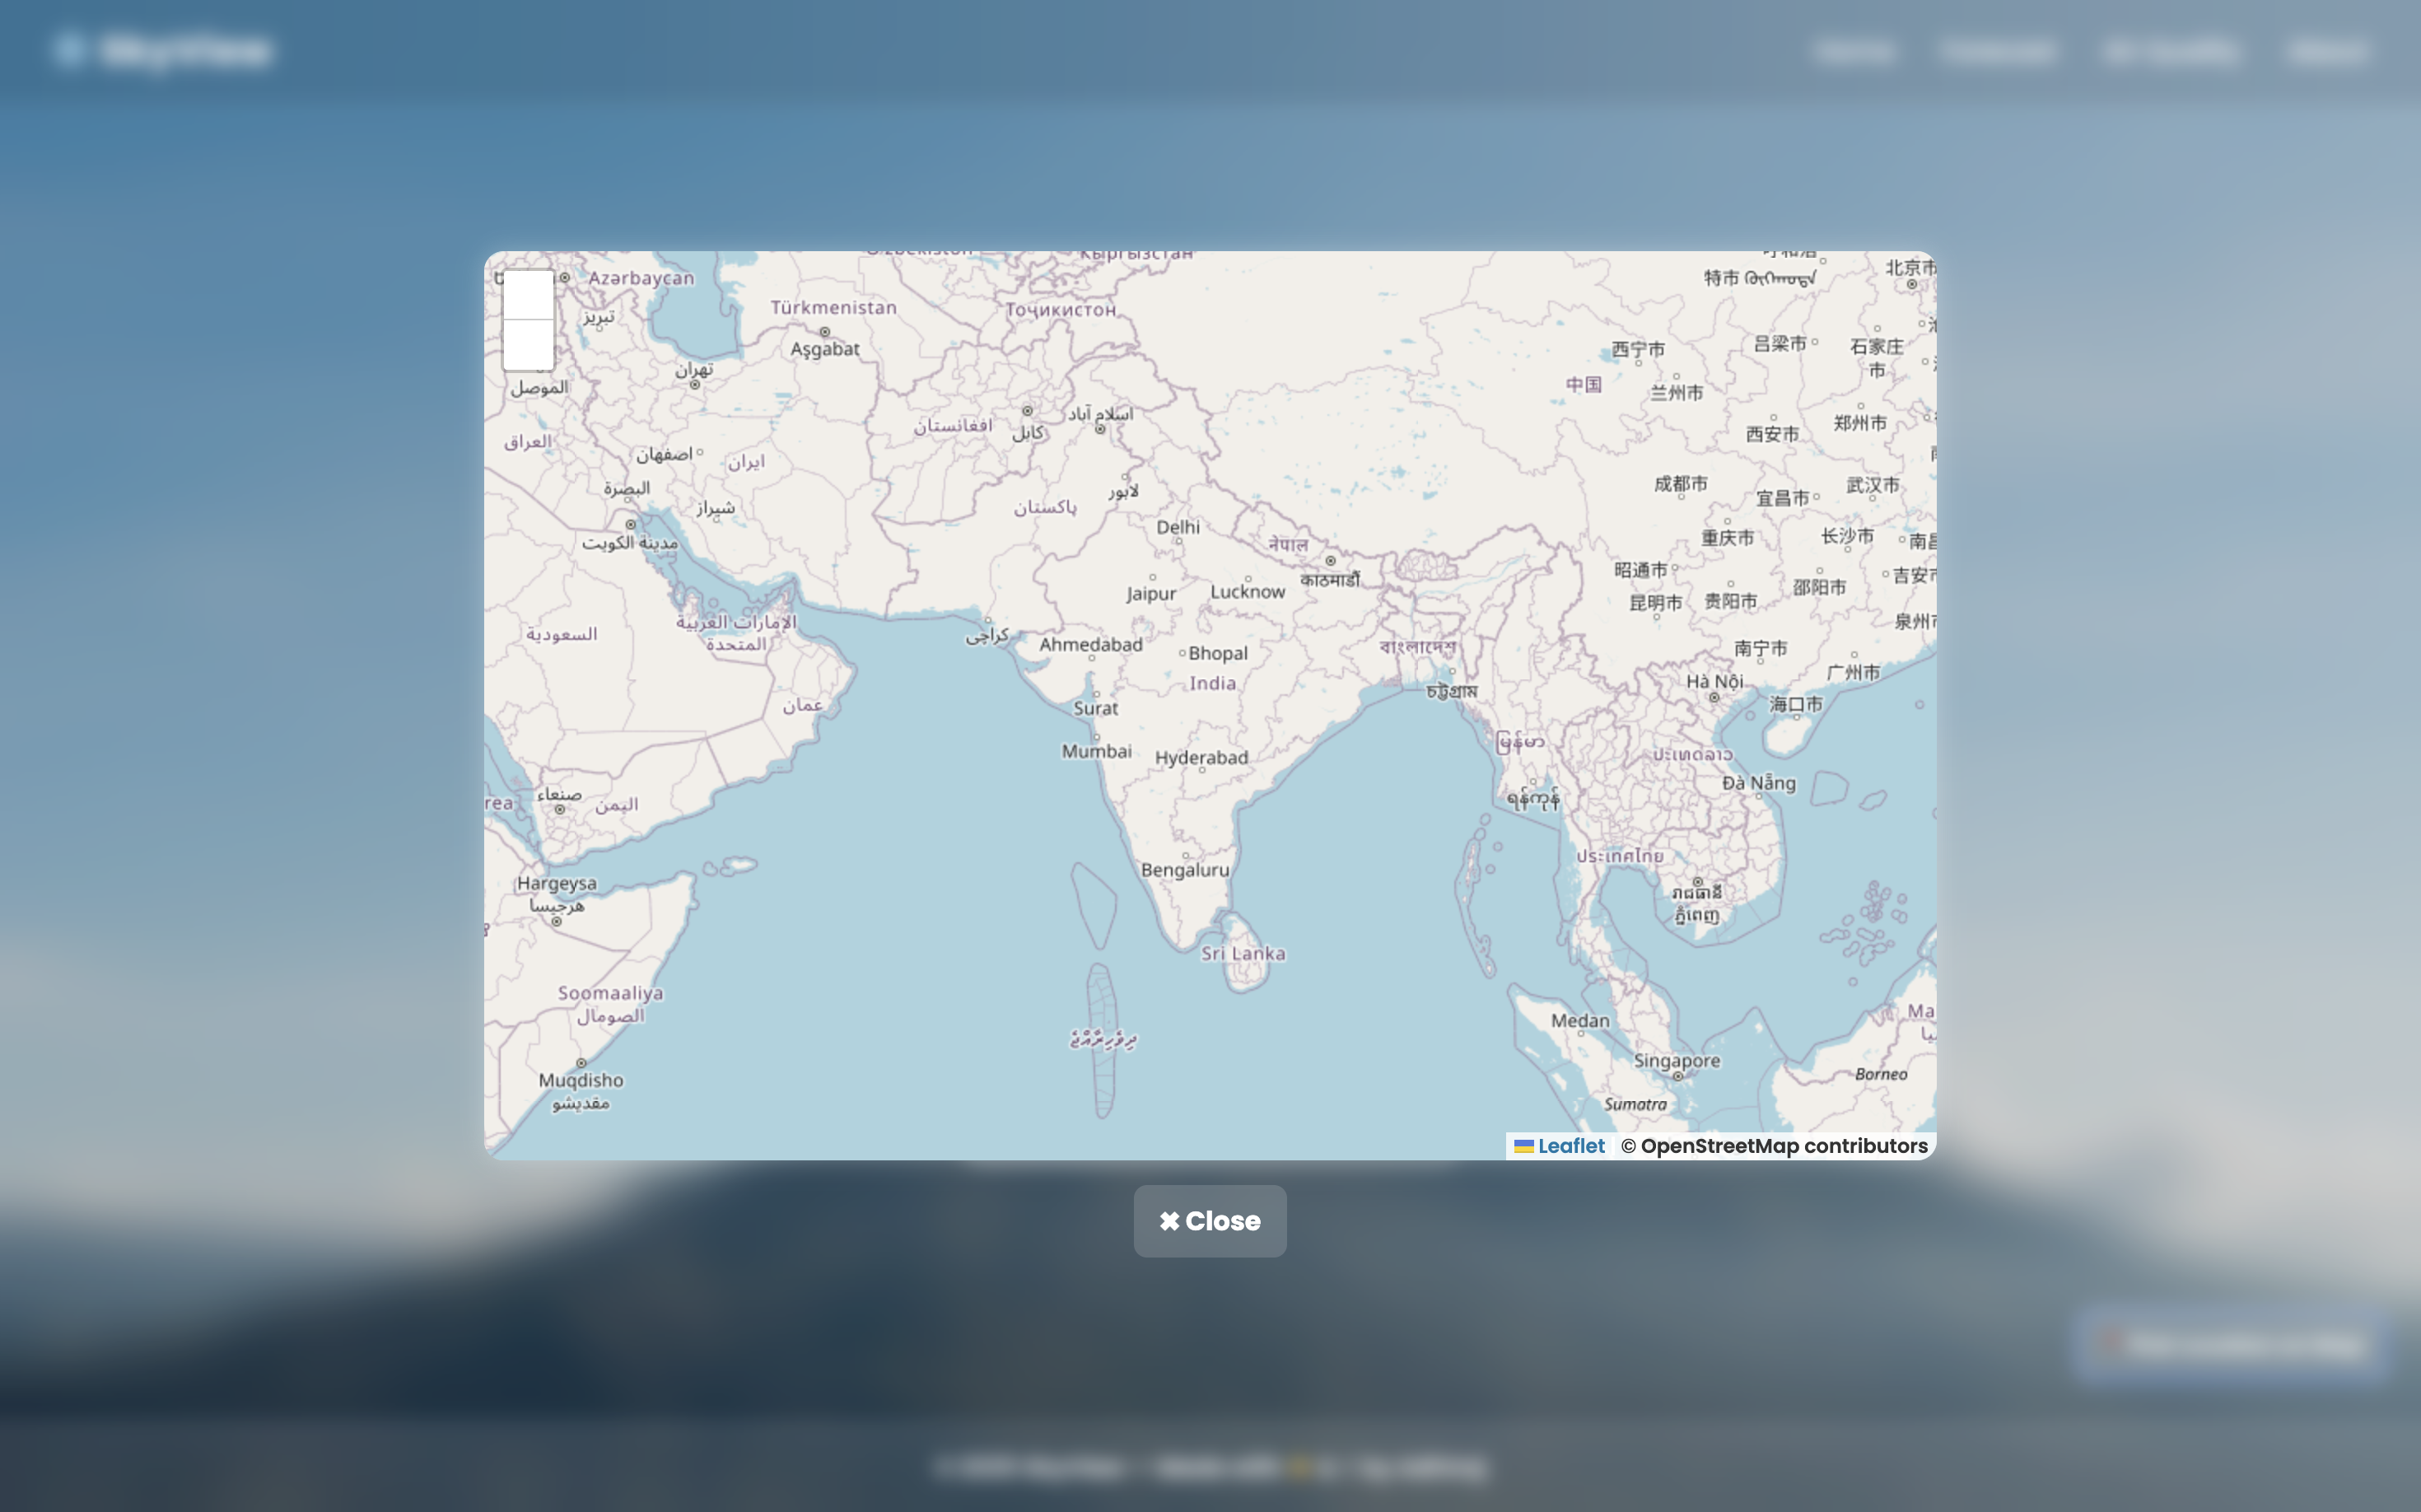 SkyView
Кыргызстан
特市
北京市
Azərbaycan
Türkmenistan
Тоҷикистон
تبریز
Aşgabat
تهران
الموصل
西宁市
吕梁市
石家庄
市
中国
兰州市
افغانستان
کابل
اسلام آباد
西安市
郑州市
العراق
اصفهان
ایران
البصرة
شیراز
پاکستان
لاہور
成都市
宜昌市
武汉市
مدينة الكويت
Delhi
नेपाल
काठमाडौं
重庆市
长沙市
昭通市
邵阳市
吉安市
Jaipur
Lucknow
昆明市
贵阳市
السعودية
الإمارات العربية
المتحدة
کراچی
Ahmedabad
Bhopal
বাংলাদেশ
南宁市
广州市
India
চট্টগ্রাম
Hà Nội
海口市
عمان
Surat
Mumbai
Hyderabad
မြန်မာ
ປະເທດລາວ
Đà Nẵng
ရန်ကုန်
صنعاء
اليمن
Bengaluru
ประเทศไทย
Hargeysa
هرجيسا
រាជធានី
ភ្នំពេញ
Sri Lanka
Soomaaliya
الصومال
ދިވެހިރާއްޖެ
Medan
Singapore
Muqdisho
مقديشو
Sumatra
Borneo
Leaflet © OpenStreetMap contributors
✖ Close